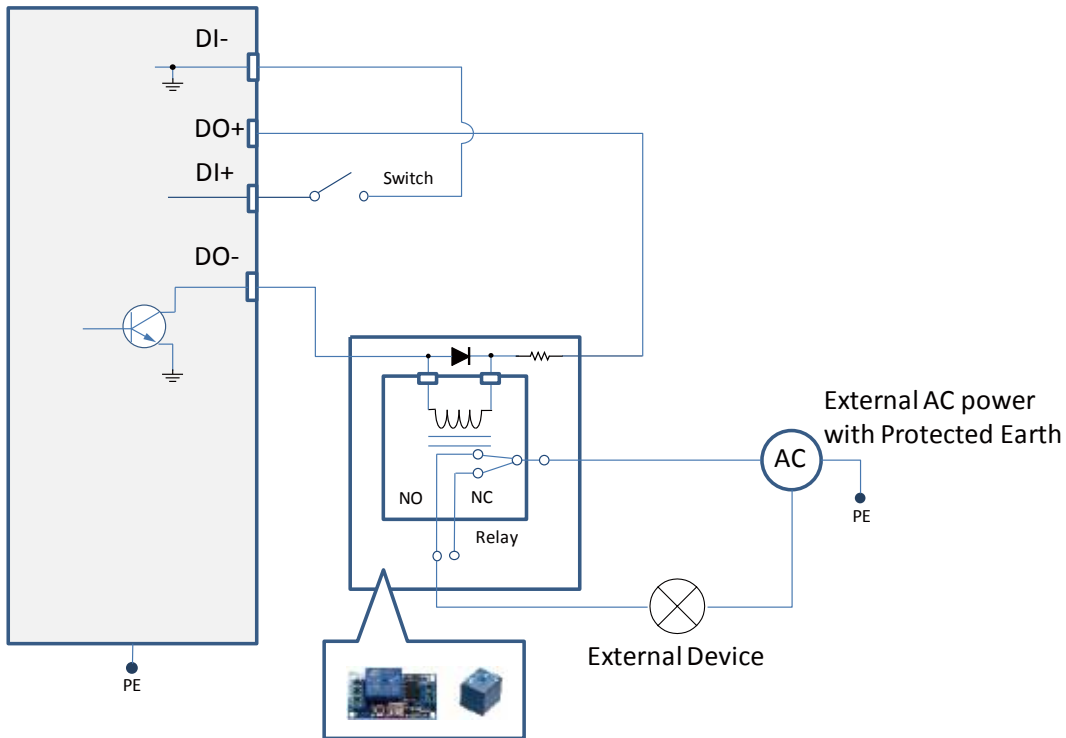 DI-
DO+
DI+
Switch
DO-
External AC power
with Protected Earth
AC
NO
NC
PE
Relay
External Device
PE